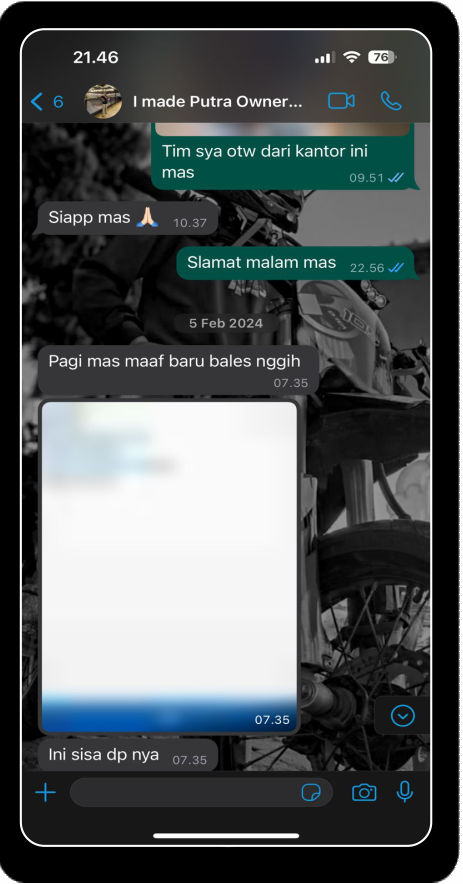 21.46
76
6
I made Putra Owner...
Tim sya otw dari kantor ini
mas
09.51
Siapp mas 🙏🏻
10.37
Slamat malam mas
22.56
5 Feb 2024
Pagi mas maaf baru bales nggih
07.35
07.35
Ini sisa dp nya
07.35